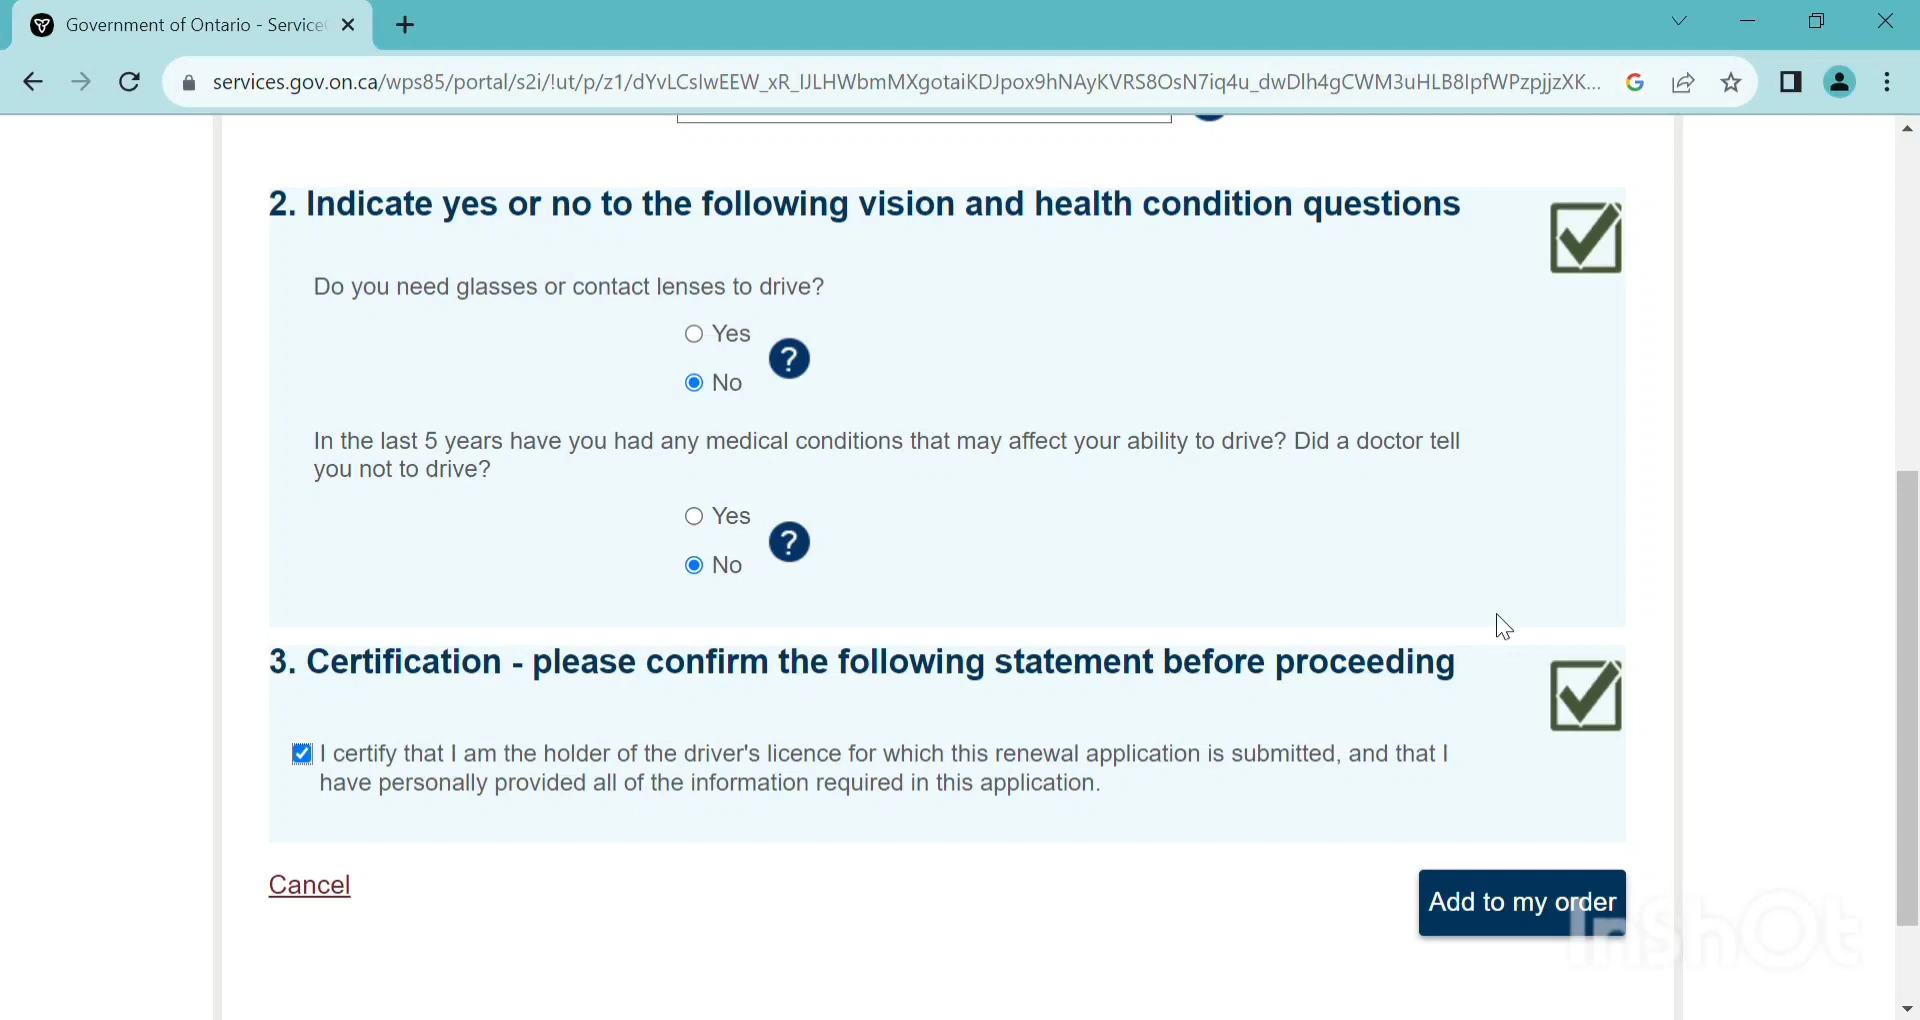 Government of Ontario - Service
services.gov.on.ca/wps85/portal/s2i/!ut/p/z1/dYvLCsIwEEW_xR_IJLHWbmMXgotaiKDJpox9hNAyKVRS8OsN7iq4u_dwDlh4gCWM3uHLB8IpfWPzpjjzXK...
2. Indicate yes or no to the following vision and health condition questions
Do you need glasses or contact lenses to drive?
Yes
?
No
In the last 5 years have you had any medical conditions that may affect your ability to drive? Did a doctor tell
you not to drive?
Yes
?
No
3. Certification - please confirm the following statement before proceeding
I certify that I am the holder of the driver's licence for which this renewal application is submitted, and that I
have personally provided all of the information required in this application.
Cancel
Add to my order
InShOt